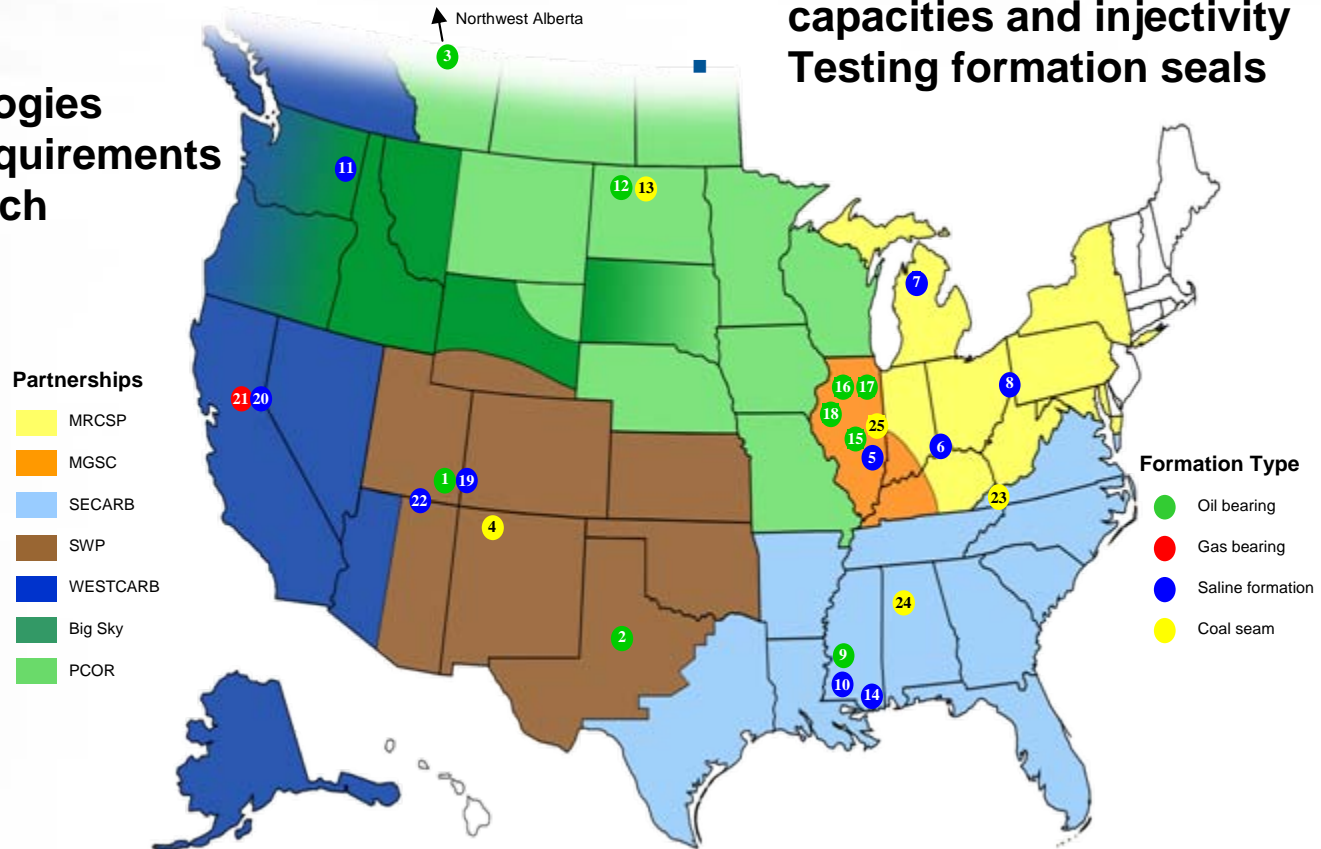 Northwest Alberta
capacities and injectivity
Testing formation seals
ogies
quirements
ch
3
11
12
13
7
Partnerships
MRCSP
MGSC
SECARB
SWP
WESTCARB
Big Sky
PCOR
21
20
16
17
18
25
15
5
8
6
1
19
22
4
23
24
2
9
10
14
Formation Type
Oil bearing
Gas bearing
Saline formation
Coal seam